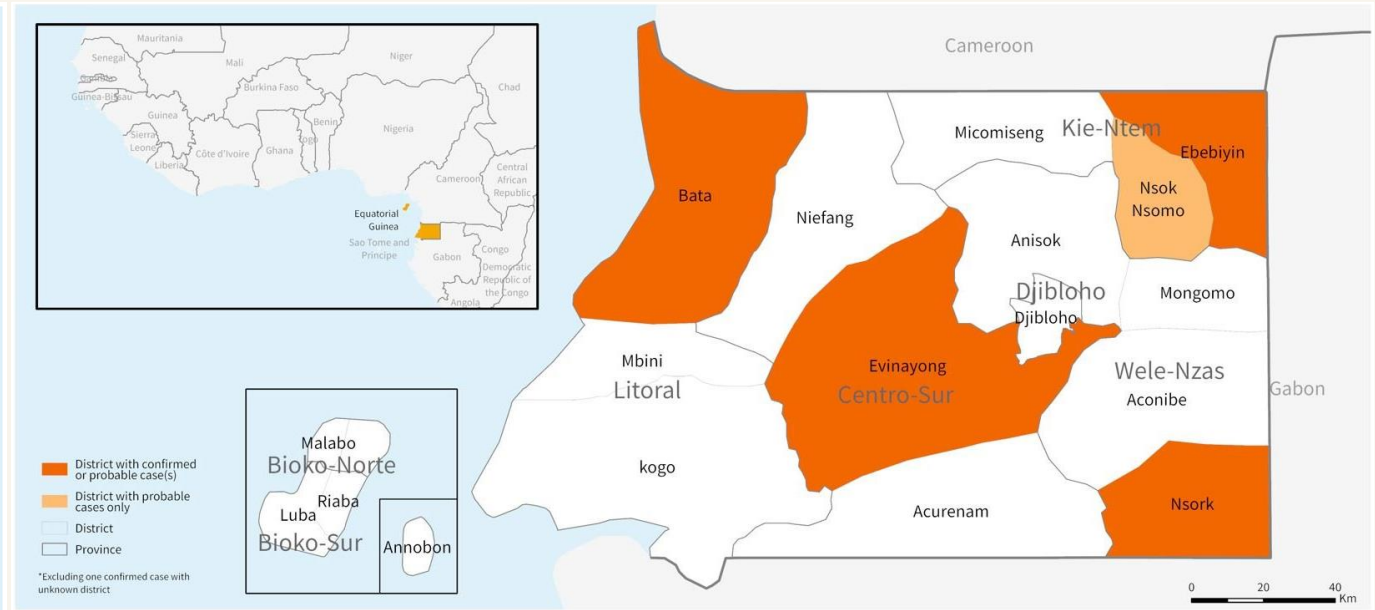 Mauritania
Senegal
Mali
Niger
Chad
Guinea-Bissau
Burkina Faso
Guinea
Benin
Nigeria
Sierra
Leone
Côte d'Ivoire
Ghana
Togo
Liberia
Central
African
Republic
Cameroon
Equatorial
Guinea
Sao Tome and
Principe
Gabon
Congo
Democratic
Republic of
the Congo
Angola
Cameroon
Micomiseng
Kie-Ntem
Ebebiyin
Bata
Nsok
Nsomo
Niefang
Anisok
Djibloho
Djibloho
Mongomo
Mbini
Litoral
Evinayong
Centro-Sur
Wele-Nzas
Aconibe
Gabon
kogo
Acurenam
Nsork
Malabo
Bioko-Norte
Riaba
Luba
Bioko-Sur
Annobon
District with confirmed
or probable case(s)
District with probable
cases only
District
Province
*Excluding one confirmed case with
unknown district
0 20 40
Km